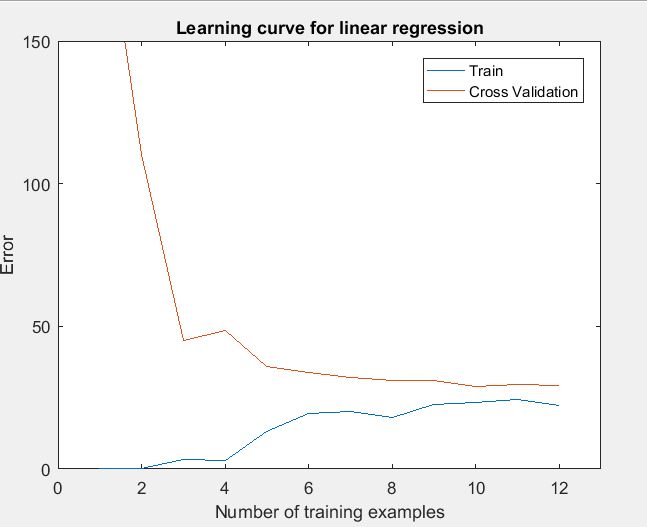 Learning curve for linear regression
150
Train
Cross Validation
100
Error
50
0
0 2 4 6 8 10 12
Number of training examples